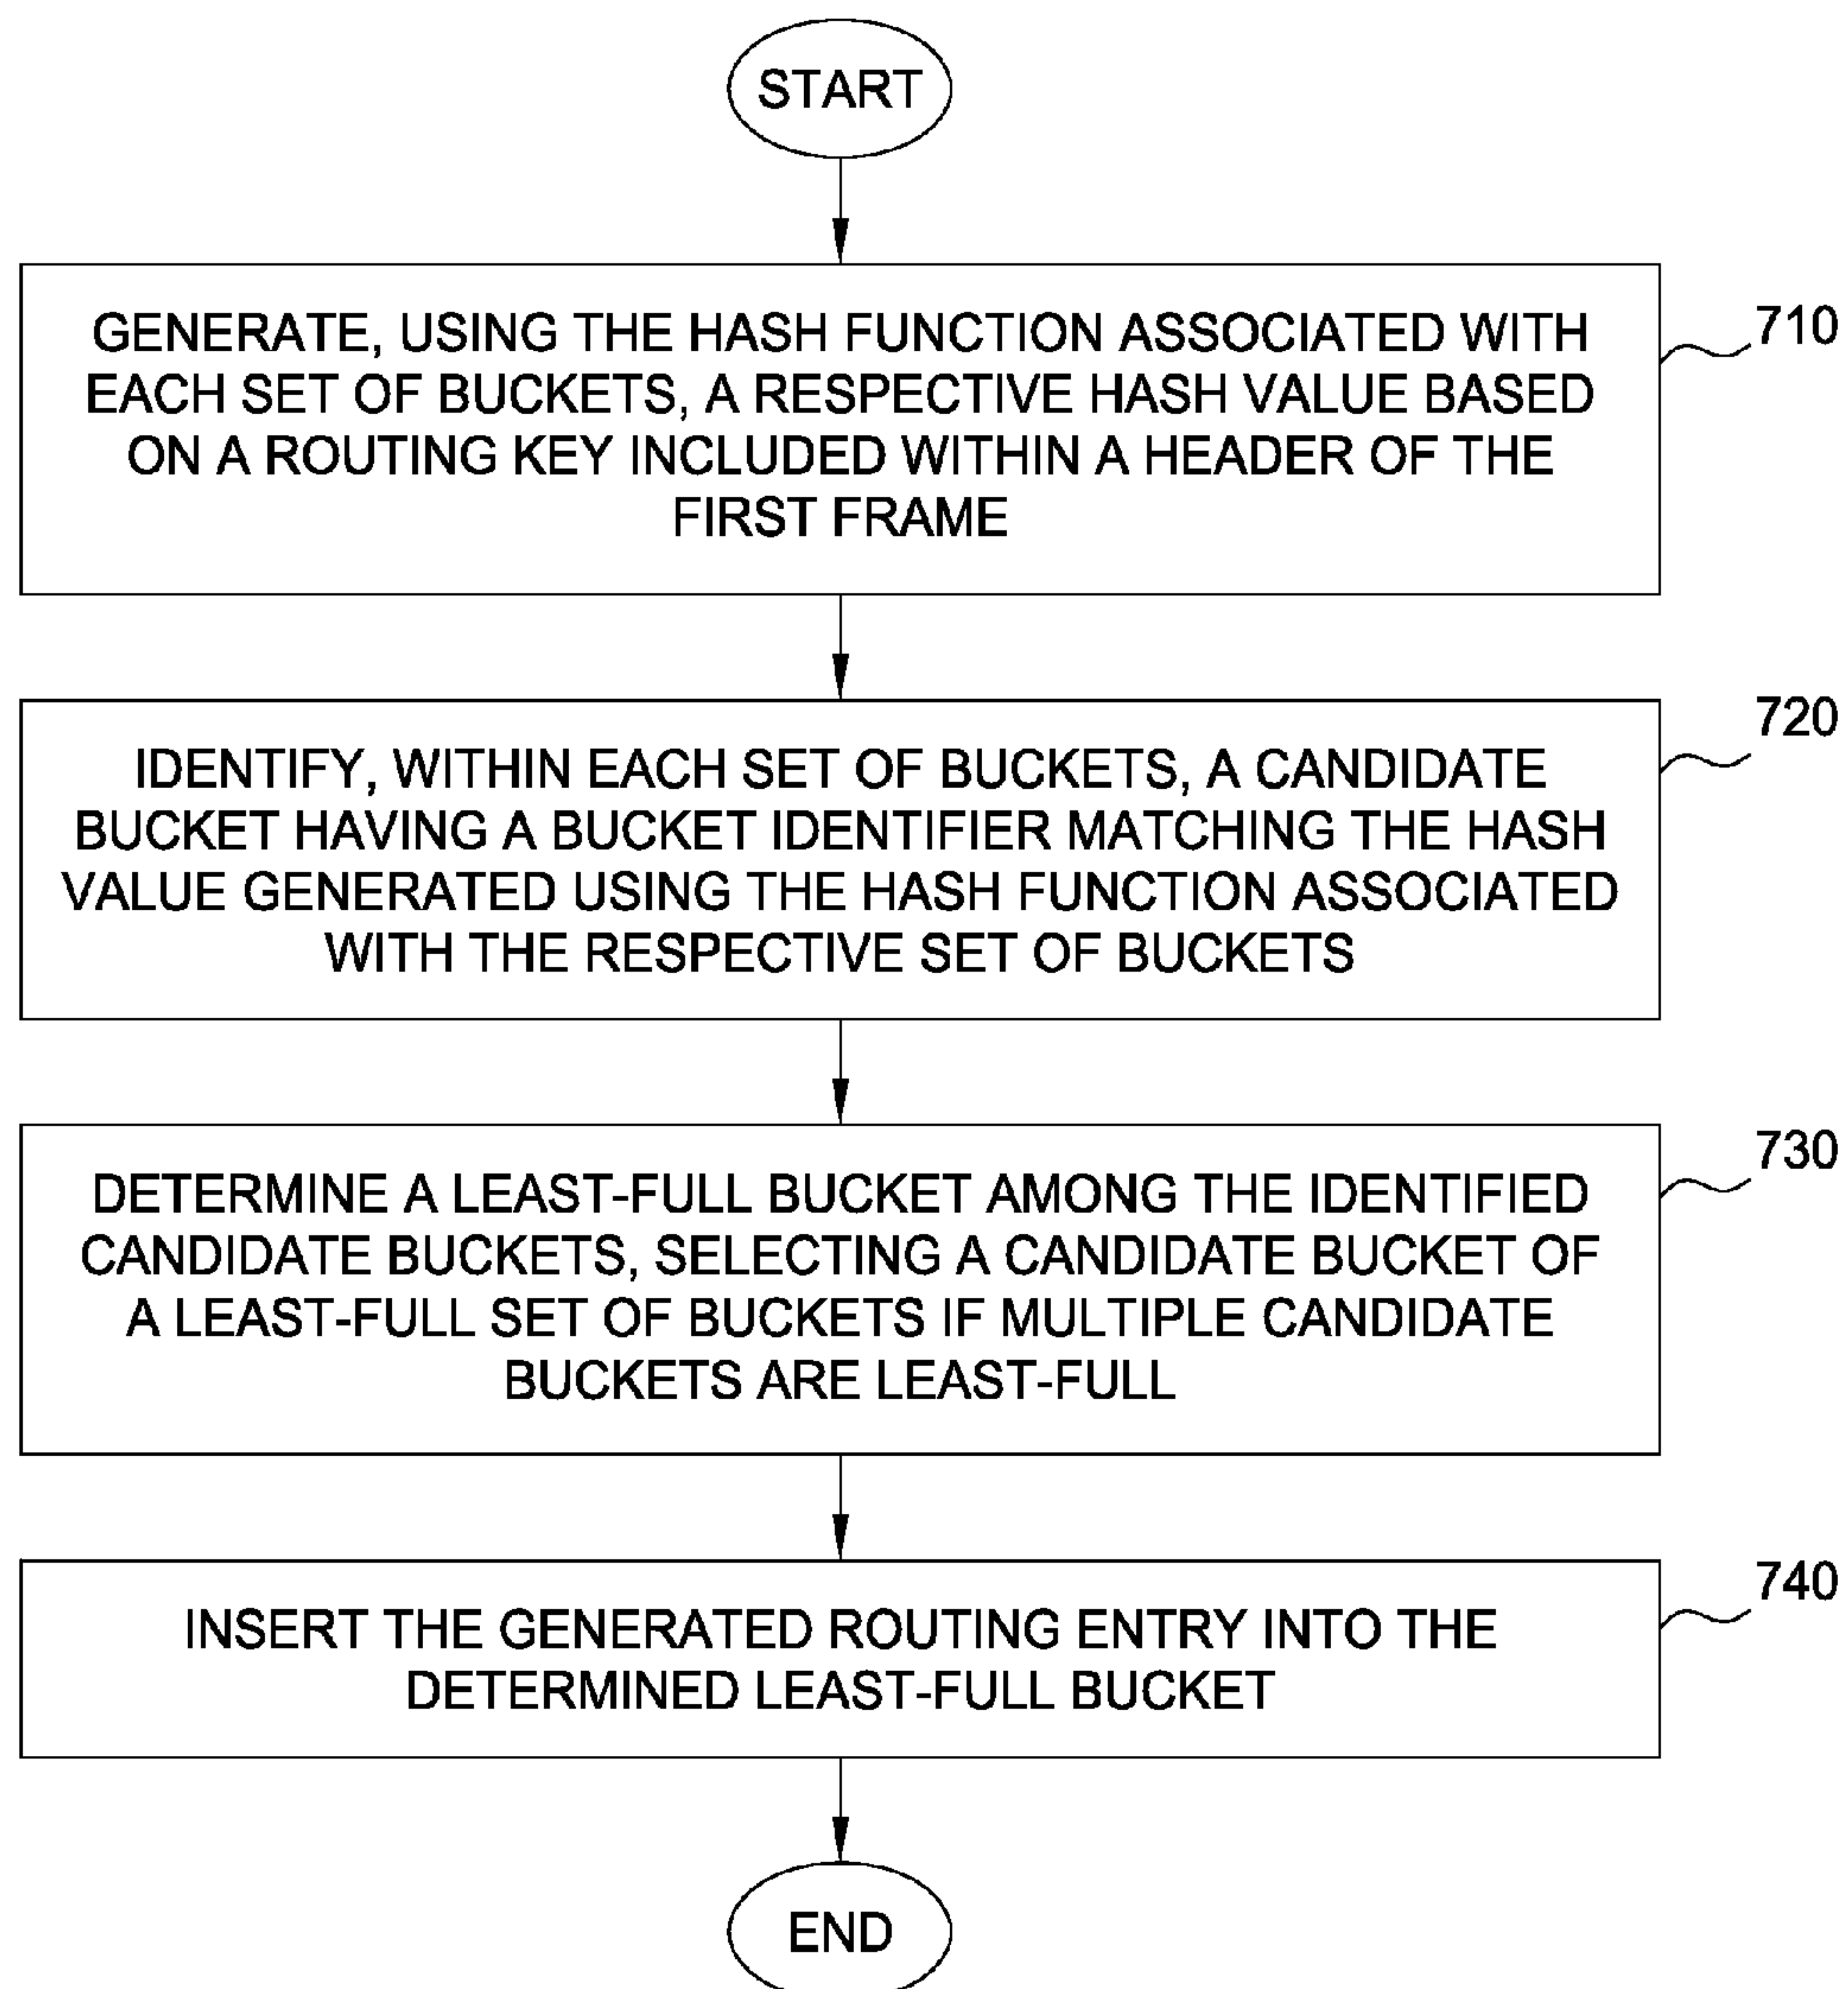 START
GENERATE, USING THE HASH FUNCTION ASSOCIATED WITH
EACH SET OF BUCKETS, A RESPECTIVE HASH VALUE BASED
ON A ROUTING KEY INCLUDED WITHIN A HEADER OF THE
FIRST FRAME
710
IDENTIFY, WITHIN EACH SET OF BUCKETS, A CANDIDATE
BUCKET HAVING A BUCKET IDENTIFIER MATCHING THE HASH
VALUE GENERATED USING THE HASH FUNCTION ASSOCIATED
WITH THE RESPECTIVE SET OF BUCKETS
720
DETERMINE A LEAST-FULL BUCKET AMONG THE IDENTIFIED
CANDIDATE BUCKETS, SELECTING A CANDIDATE BUCKET OF
A LEAST-FULL SET OF BUCKETS IF MULTIPLE CANDIDATE
BUCKETS ARE LEAST-FULL
730
INSERT THE GENERATED ROUTING ENTRY INTO THE
DETERMINED LEAST-FULL BUCKET
740
END